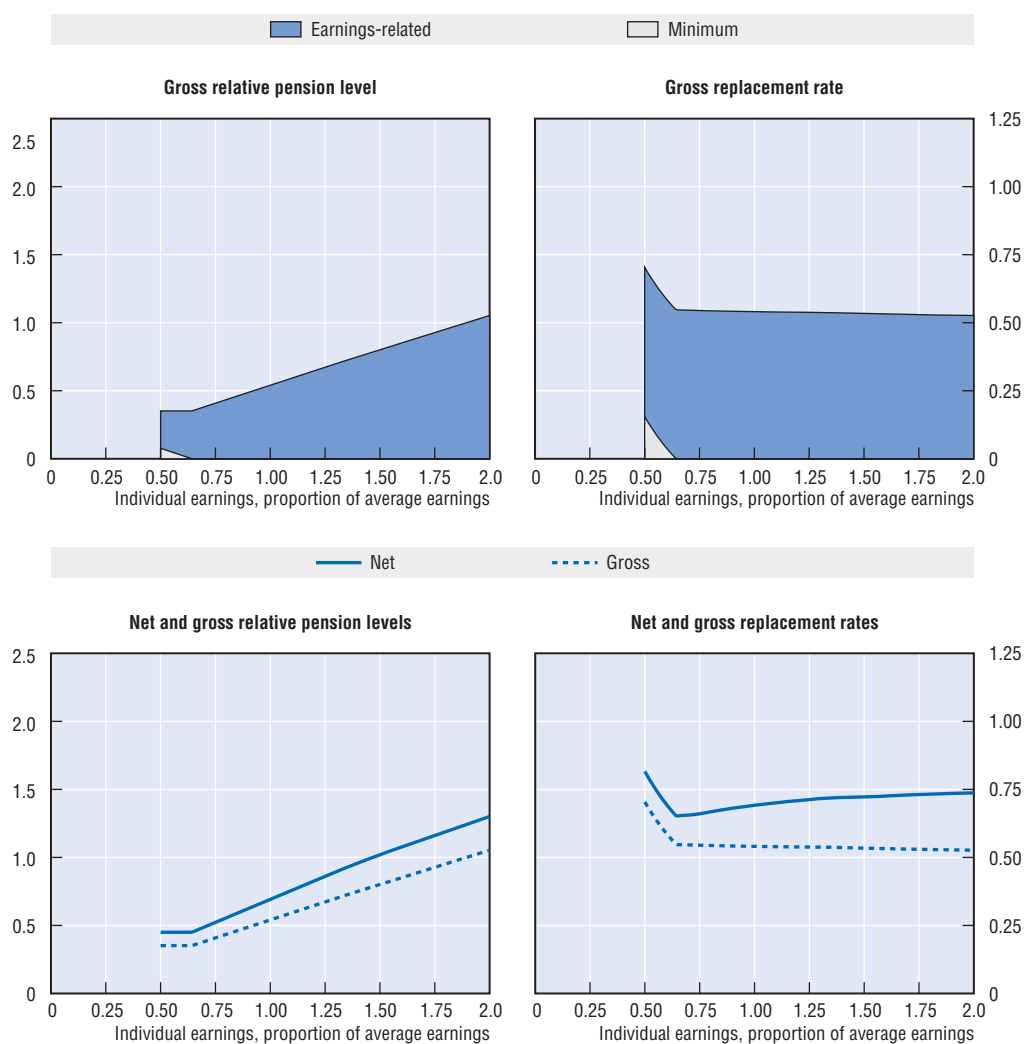 Earnings-related Minimum
Gross relative pension level
2.5
2.0
1.5
1.0
0.5
0
0 0.25 0.50 0.75 1.00 1.25 1.50 1.75 2.0
Individual earnings, proportion of average earnings
Gross replacement rate
1.25
1.00
0.75
0.50
0.25
0
0 0.25 0.50 0.75 1.00 1.25 1.50 1.75 2.0
Individual earnings, proportion of average earnings
Net Gross
Net and gross relative pension levels
2.5
2.0
1.5
1.0
0.5
0
0 0.25 0.50 0.75 1.00 1.25 1.50 1.75 2.0
Individual earnings, proportion of average earnings
Net and gross replacement rates
1.25
1.00
0.75
0.50
0.25
0
0 0.25 0.50 0.75 1.00 1.25 1.50 1.75 2.0
Individual earnings, proportion of average earnings